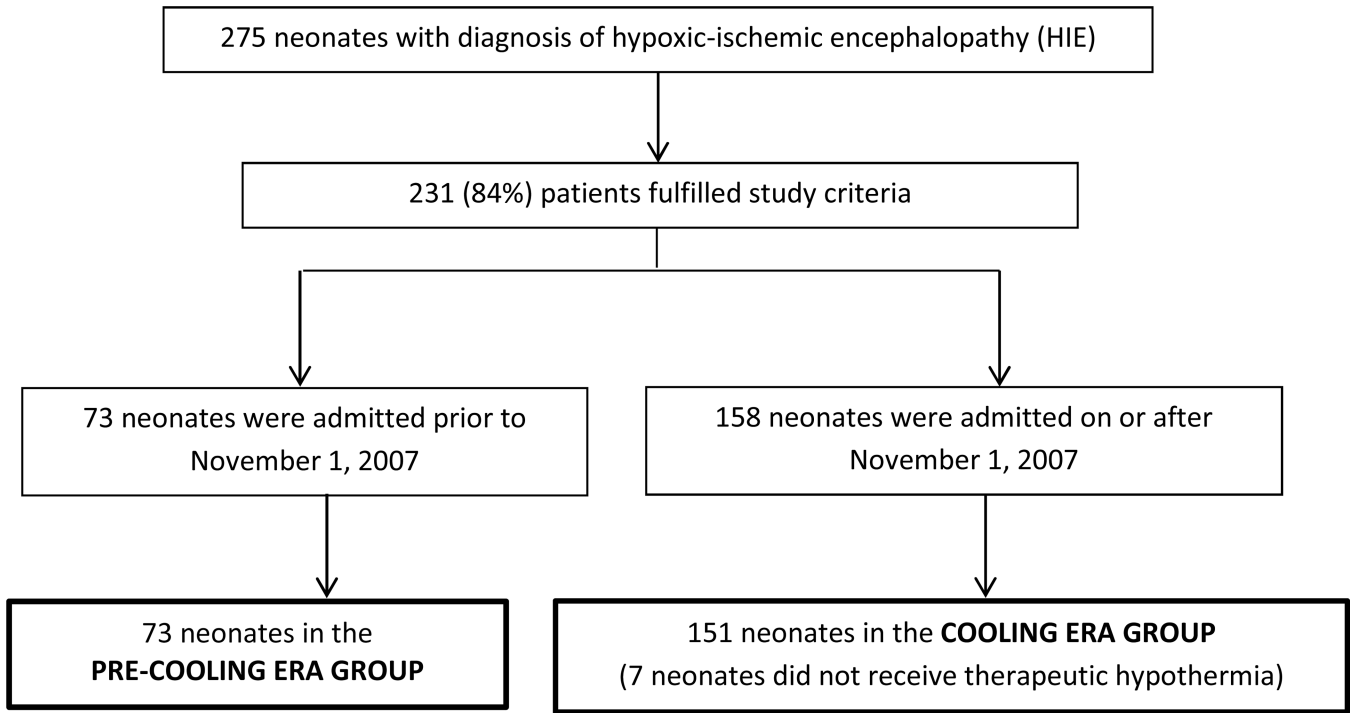 275 neonates with diagnosis of hypoxic-ischemic encephalopathy (HIE)
231 (84%) patients fulfilled study criteria
73 neonates were admitted prior to
November 1, 2007
158 neonates were admitted on or after
November 1, 2007
73 neonates in the
PRE-COOLING ERA GROUP
151 neonates in the COOLING ERA GROUP
(7 neonates did not receive therapeutic hypothermia)